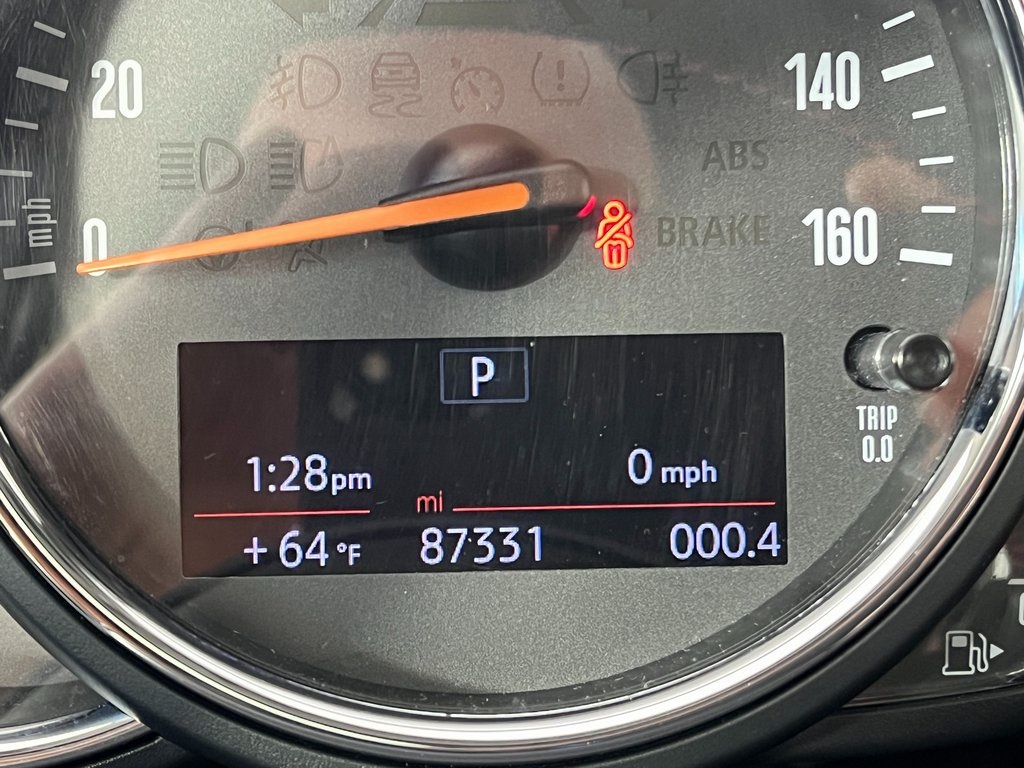 20
140
ABS
mph
0
BRAKE
160
P
TRIP
0.0
1:28pm
0 mph
mi
+64°F
87331
000.4